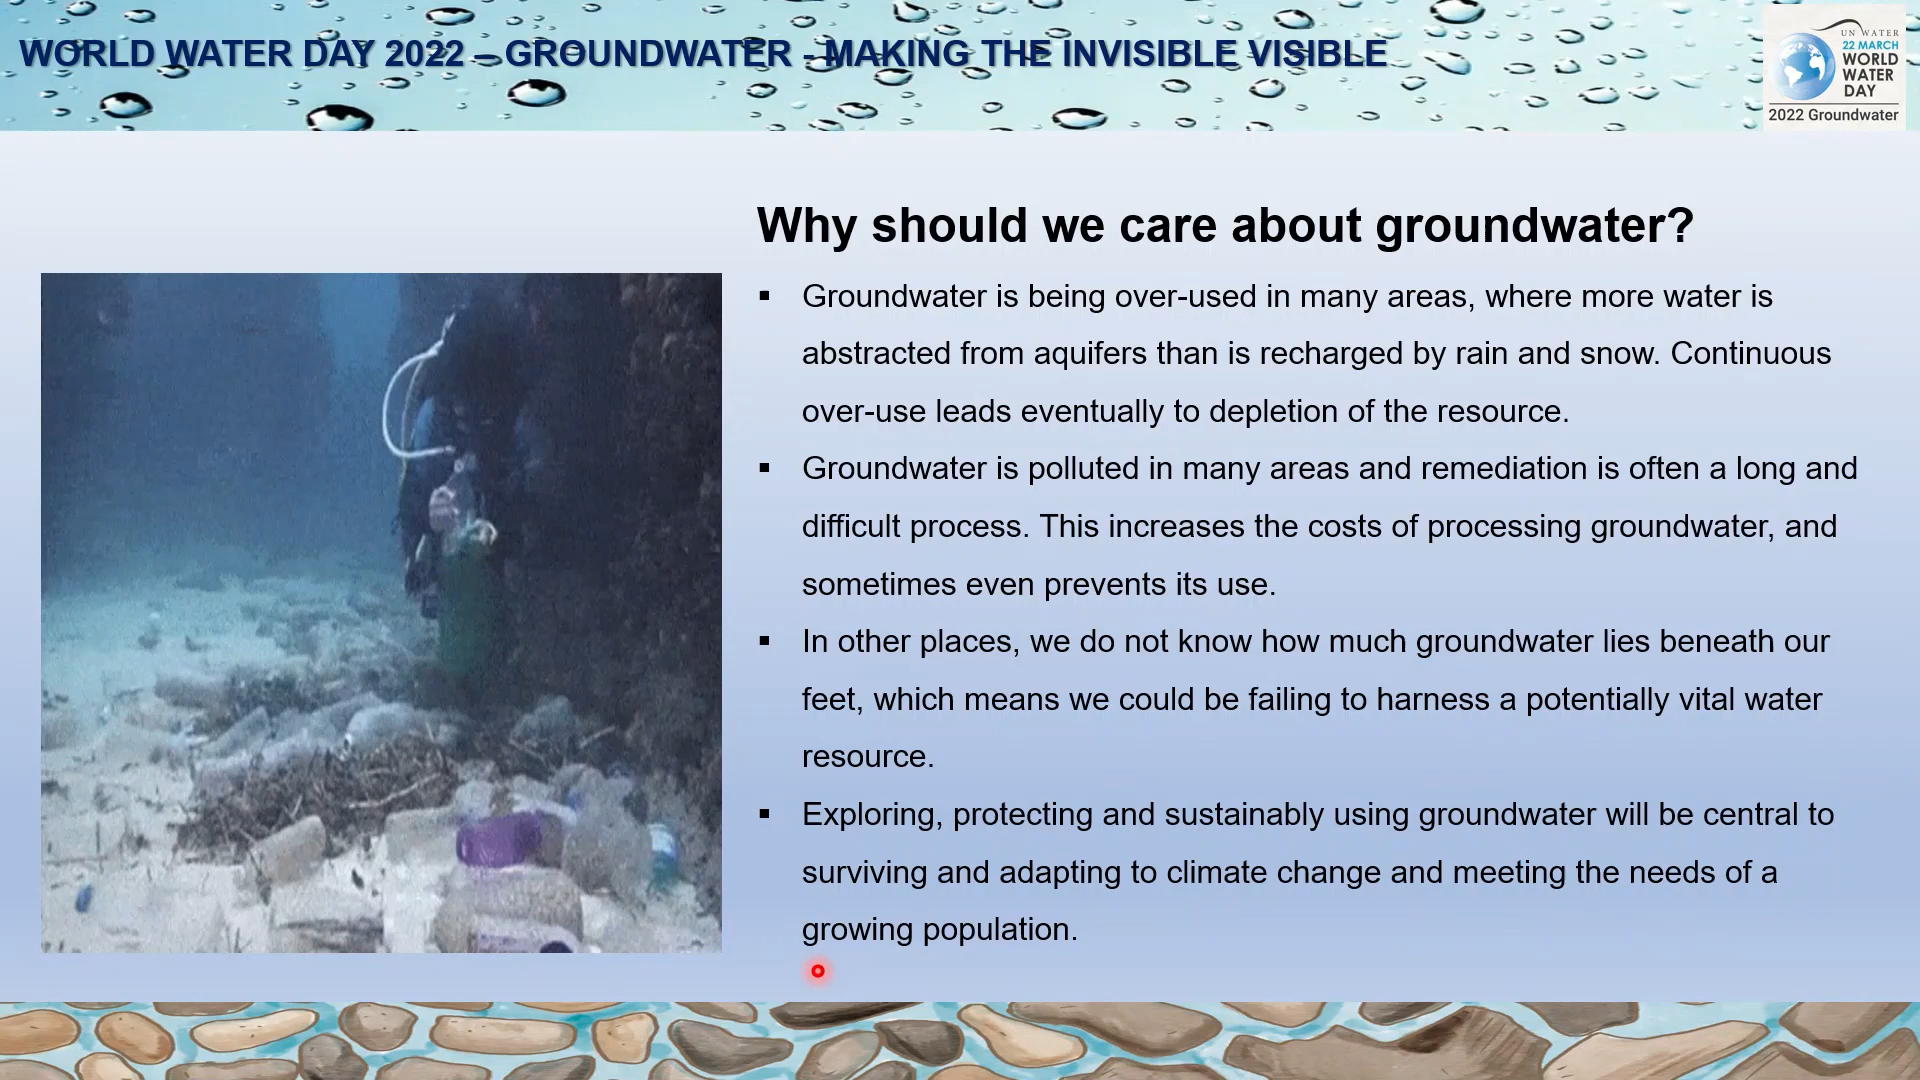 WORLD WATER DAY 2022 – GROUNDWATER - MAKING THE INVISIBLE VISIBLE
UN WATER
22 MARCH
WORLD
WATER
DAY
2022 Groundwater
Why should we care about groundwater?
▪ Groundwater is being over-used in many areas, where more water is
abstracted from aquifers than is recharged by rain and snow. Continuous
over-use leads eventually to depletion of the resource.
▪ Groundwater is polluted in many areas and remediation is often a long and
difficult process. This increases the costs of processing groundwater, and
sometimes even prevents its use.
▪ In other places, we do not know how much groundwater lies beneath our
feet, which means we could be failing to harness a potentially vital water
resource.
▪ Exploring, protecting and sustainably using groundwater will be central to
surviving and adapting to climate change and meeting the needs of a
growing population.